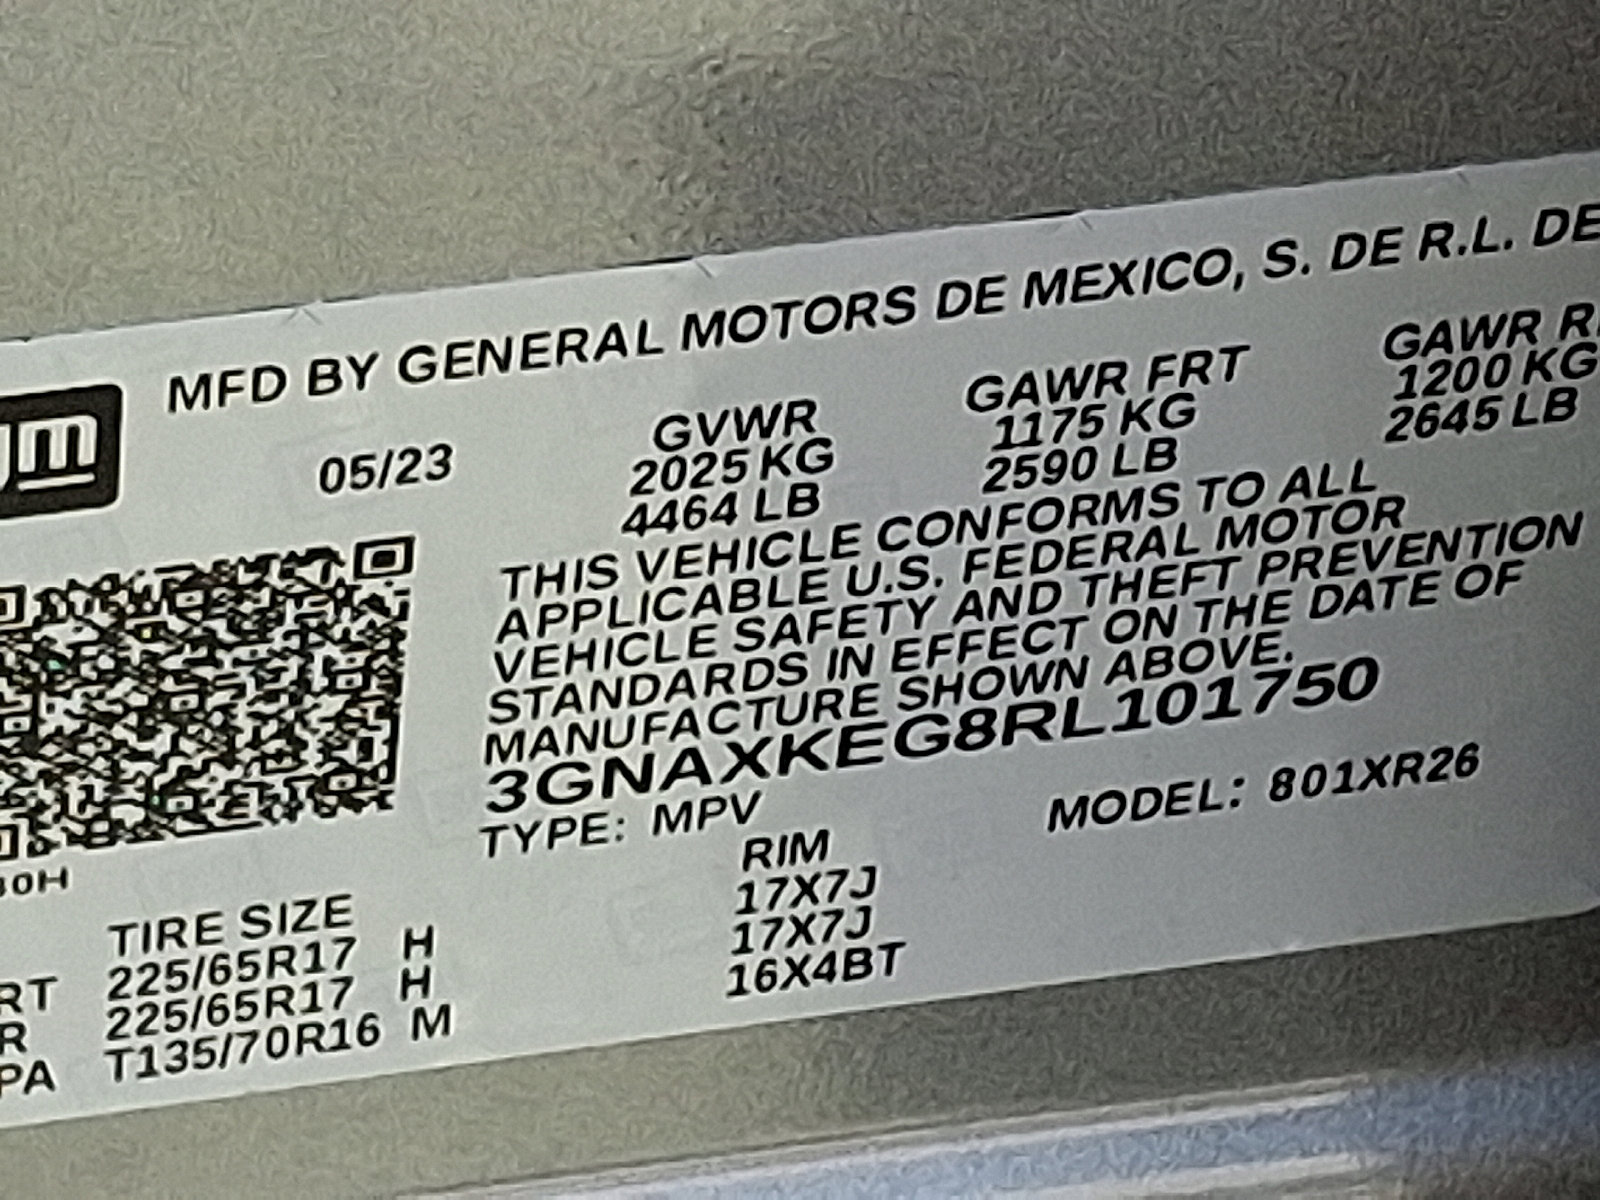 MFD BY GENERAL MOTORS DE MEXICO, S. DE R.L. DE
gm
05/23
GVWR GAWR FRT GAWR
2025 KG 1175 KG 1200 KG
4464 LB 2590 LB 2645 LB
THIS VEHICLE CONFORMS TO ALL
APPLICABLE U.S. FEDERAL MOTOR
VEHICLE SAFETY AND THEFT PREVENTION
STANDARDS IN EFFECT ON THE DATE OF
MANUFACTURE SHOWN ABOVE.
3GNAXKEG8RL101750
TYPE: MPV MODEL: 801XR26
TIRE SIZE RIM
225/65R17 H 17X7J
225/65R17 H 17X7J
T135/70R16 M 16X4BT